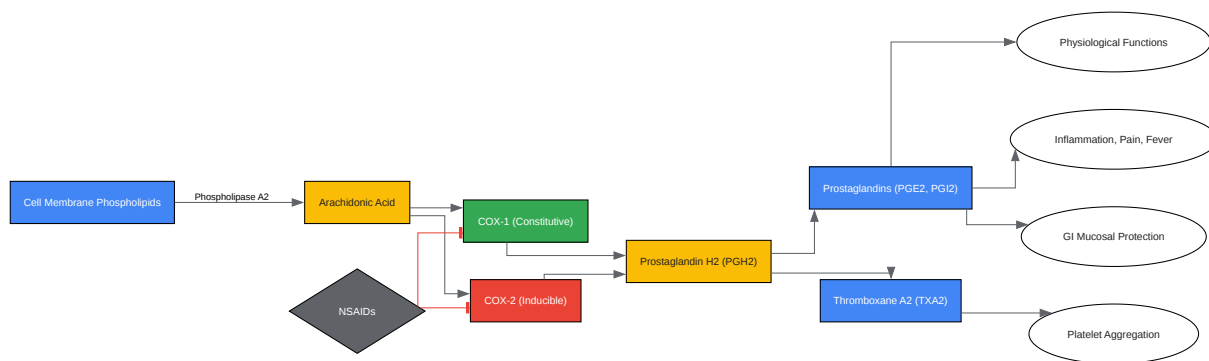 Physiological Functions
Inflammation, Pain, Fever
Cell Membrane Phospholipids
Phospholipase A2
Arachidonic Acid
Prostaglandins (PGE2, PGI2)
COX-1 (Constitutive)
GI Mucosal Protection
Prostaglandin H2 (PGH2)
NSAIDs
COX-2 (Inducible)
Thromboxane A2 (TXA2)
Platelet Aggregation